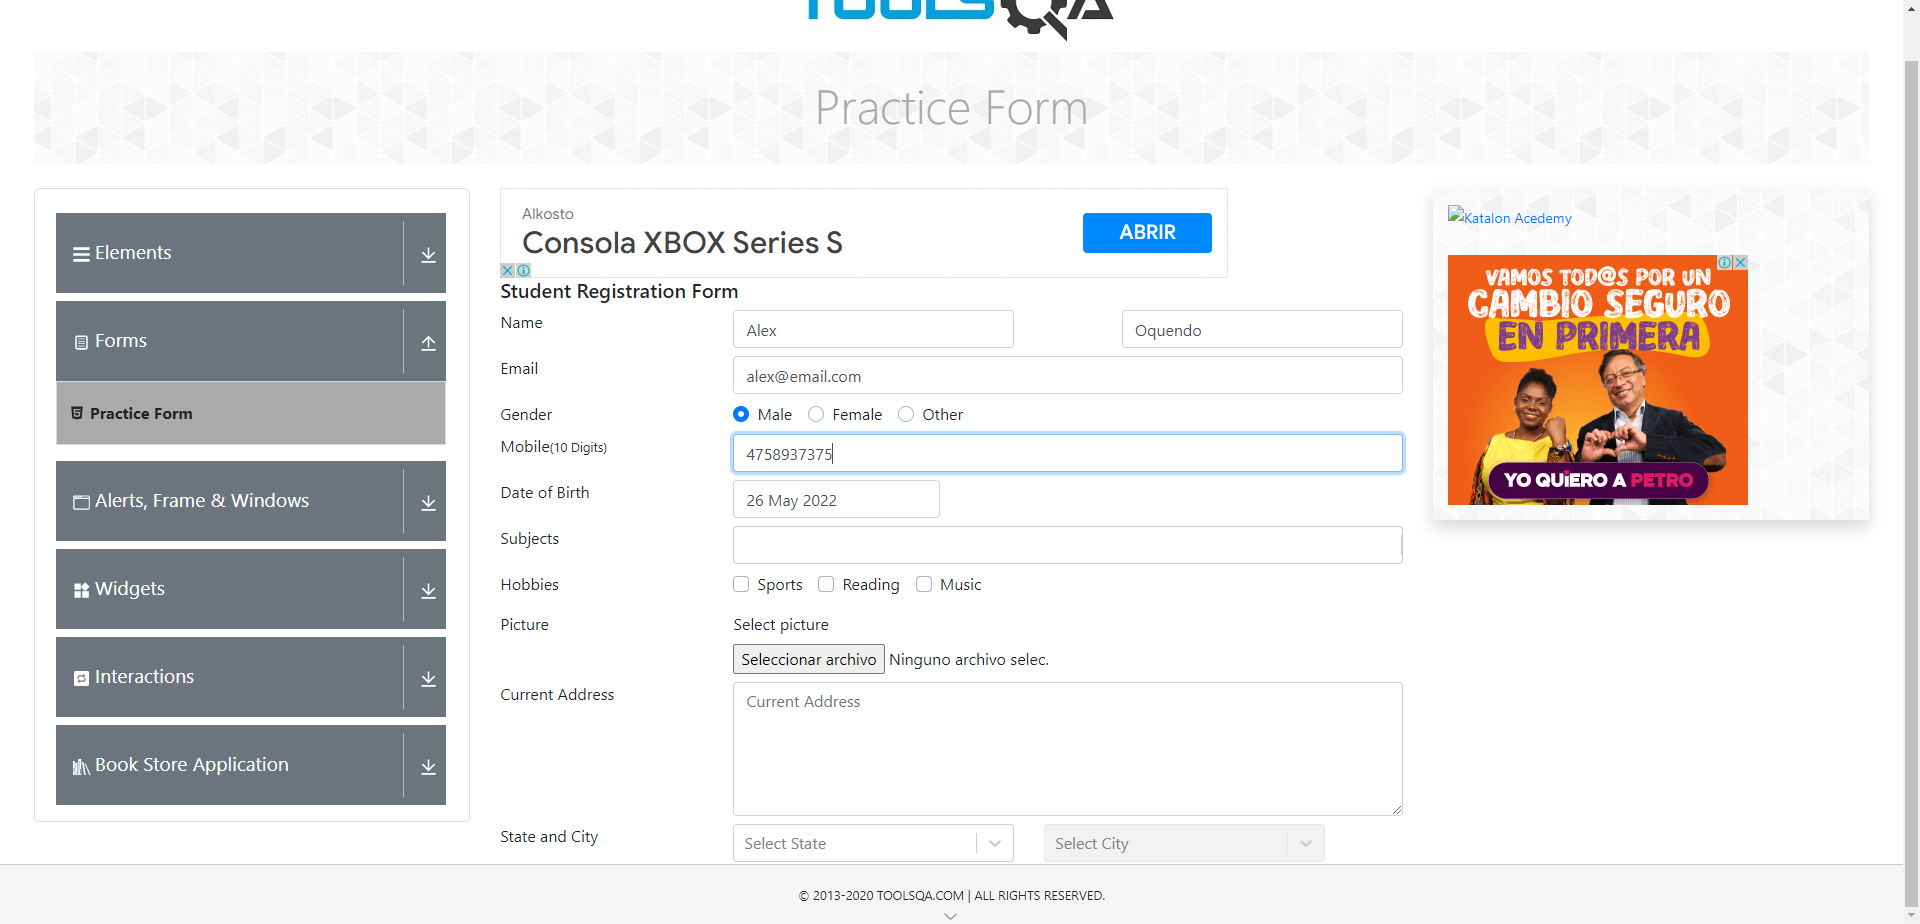 TOOLSQA
Practice Form
Elements
Forms
Practice Form
Alerts, Frame & Windows
Widgets
Interactions
Book Store Application
Alkosto
Consola XBOX Series S
ABRIR
Student Registration Form
Name
Alex
Oquendo
Email
alex@email.com
Gender
Male
Female
Other
Mobile(10 Digits)
4758937375
Date of Birth
26 May 2022
Subjects
Hobbies
Sports
Reading
Music
Picture
Select picture
Seleccionar archivo
Ninguno archivo selec.
Current Address
Current Address
State and City
Select State
Select City
Katalon Acedemy
VAMOS TOD@S POR UN
CAMBIO SEGURO
EN PRIMERA
YO QUIERO A PETRO
© 2013-2020 TOOLSQA.COM | ALL RIGHTS RESERVED.